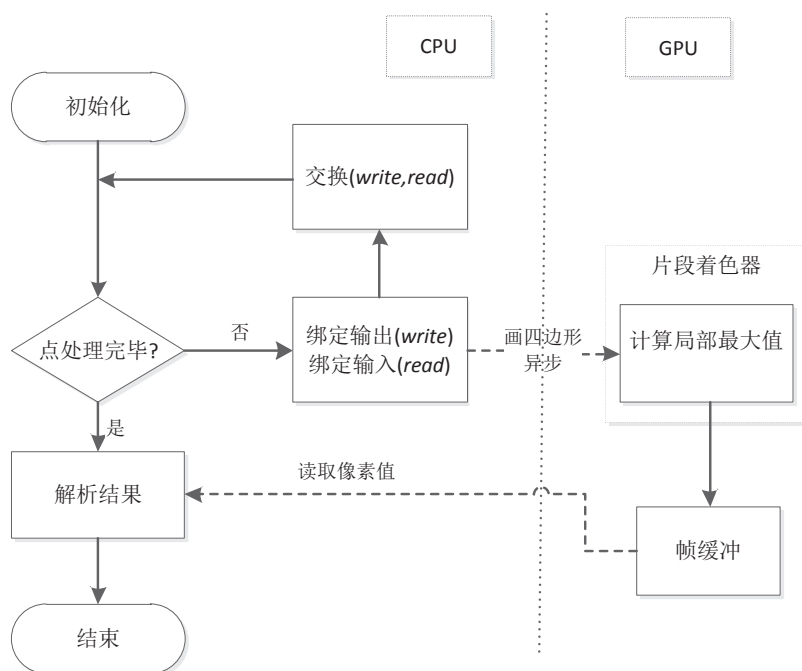 CPU
GPU
初始化
交换(write,read)
片段着色器
点处理完毕?
否
绑定输出(write)
绑定输入(read)
画四边形
异步
计算局部最大值
是
解析结果
读取像素值
帧缓冲
结束